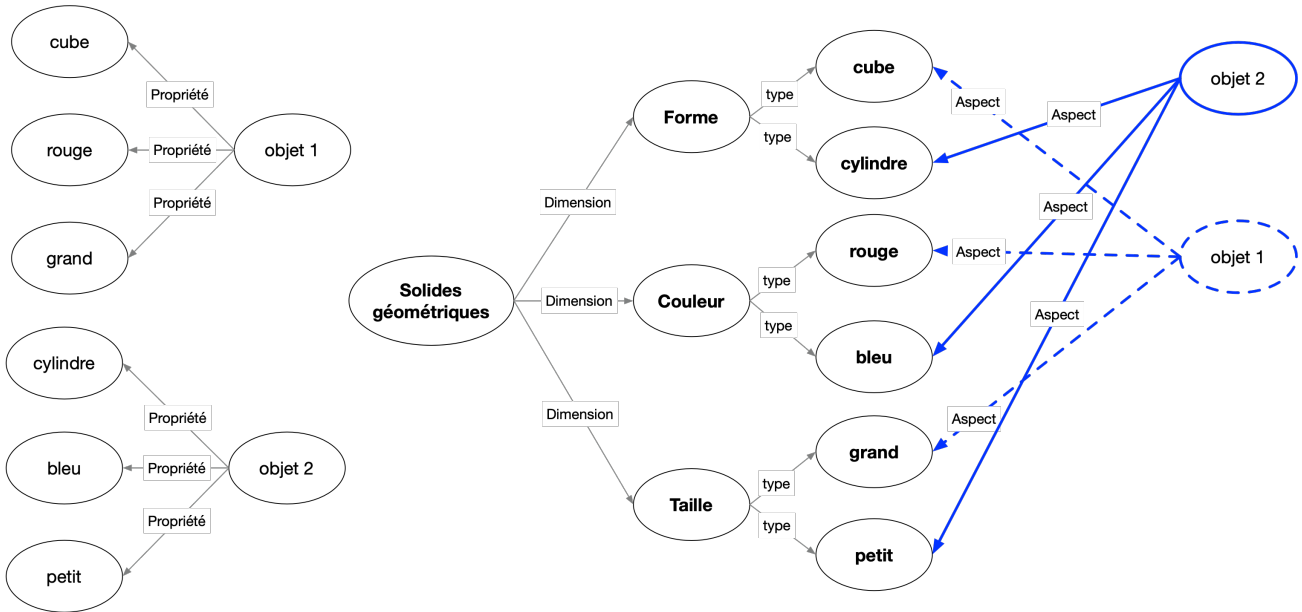 cube
Propriété
rouge
Propriété
objet 1
Propriété
grand
cylindre
Propriété
bleu
Propriété
objet 2
Propriété
petit
Solides
géométriques
Dimension
Dimension
Dimension
Forme
type
type
cube
cylindre
Couleur
type
type
rouge
bleu
Taille
type
type
grand
petit
Aspect
Aspect
Aspect
Aspect
Aspect
Aspect
objet 2
objet 1